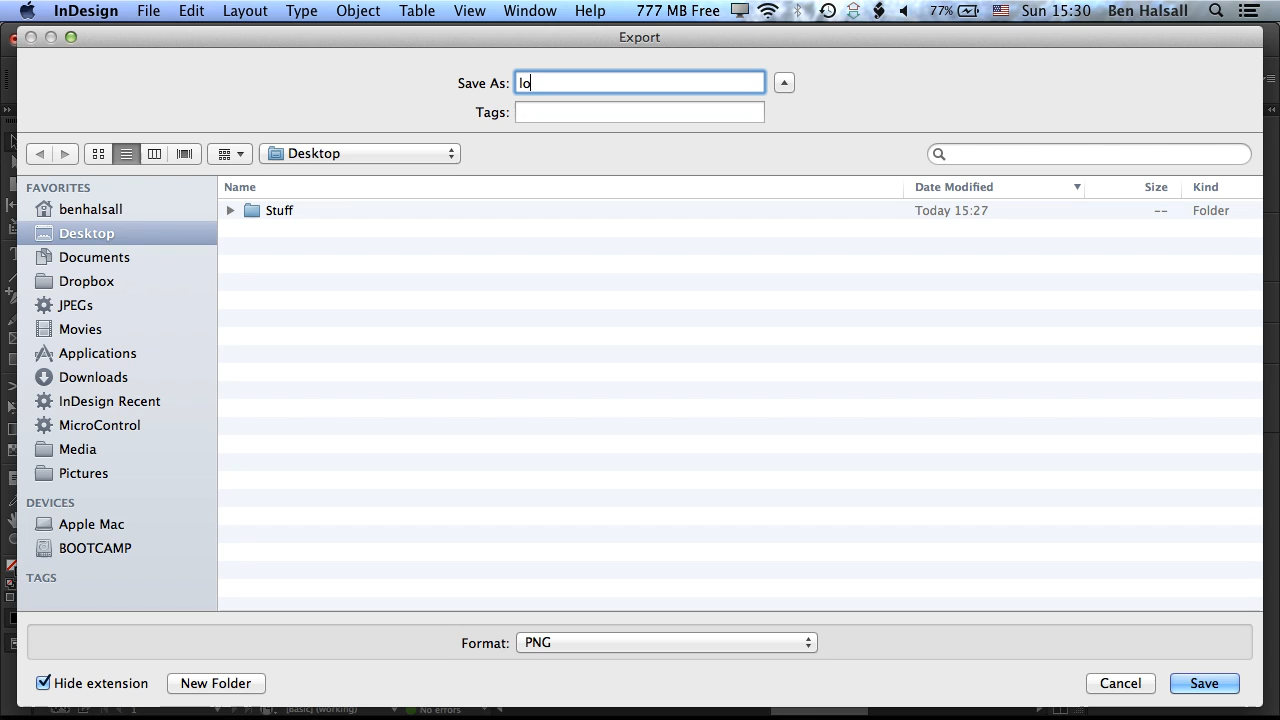 InDesign File Edit Layout Type Object Table View Window Help 777 MB Free 77% Sun 15:30 Ben Halsall
Export
Save As: lo
Tags:
Desktop
FAVORITES
benhalsall
Desktop
Documents
Dropbox
JPEGs
Movies
Applications
Downloads
InDesign Recent
MicroControl
Media
Pictures
DEVICES
Apple Mac
BOOTCAMP
TAGS
Name Date Modified Size Kind
Stuff Today 15:27 -- Folder
Format: PNG
Hide extension New Folder Cancel Save
1 [Basic] (working) No errors